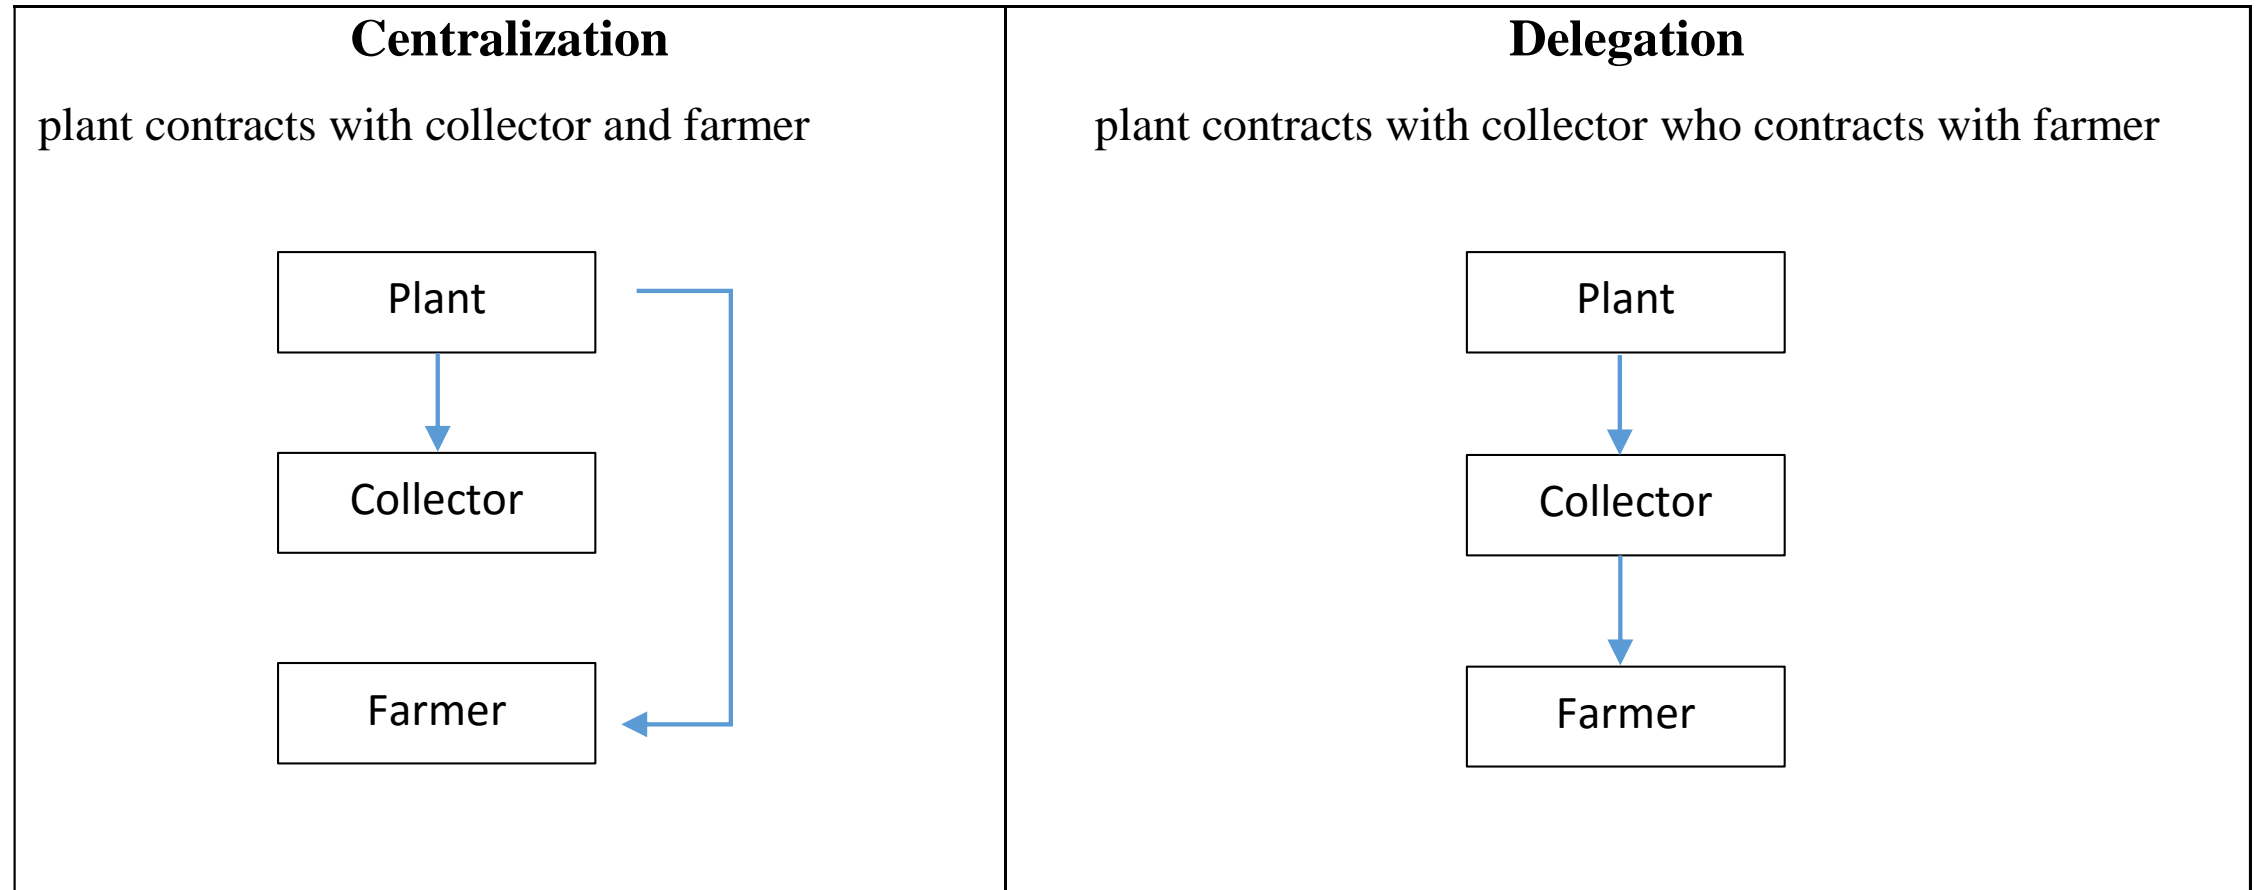 Centralization
plant contracts with collector and farmer
Plant
Collector
Farmer
Delegation
plant contracts with collector who contracts with farmer
Plant
Collector
Farmer